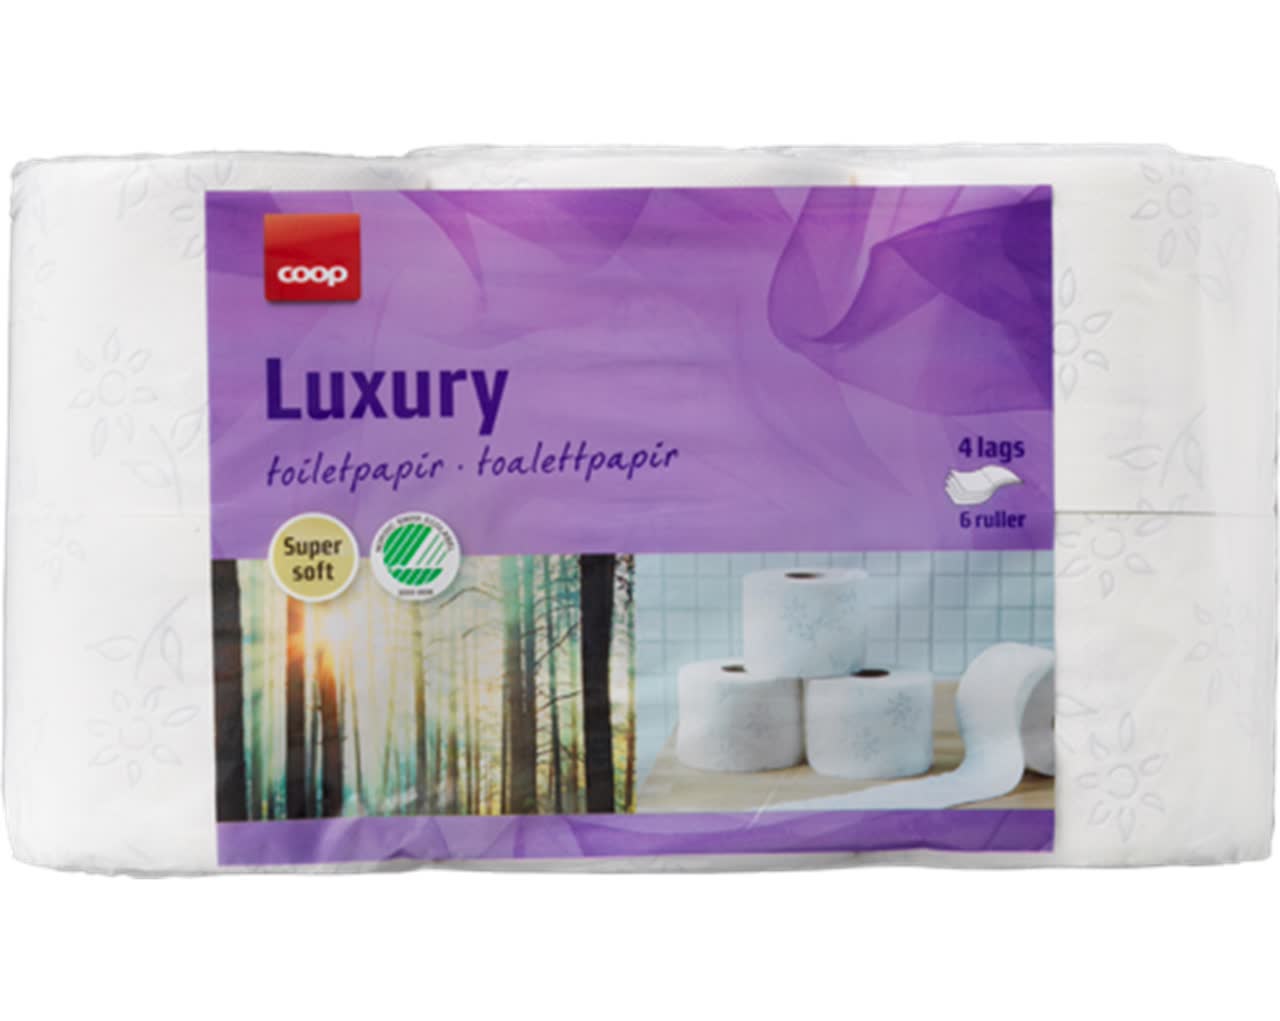 coop
Luxury
toiletpapir · toalettpapir
4 lags
6 ruller
Super
soft